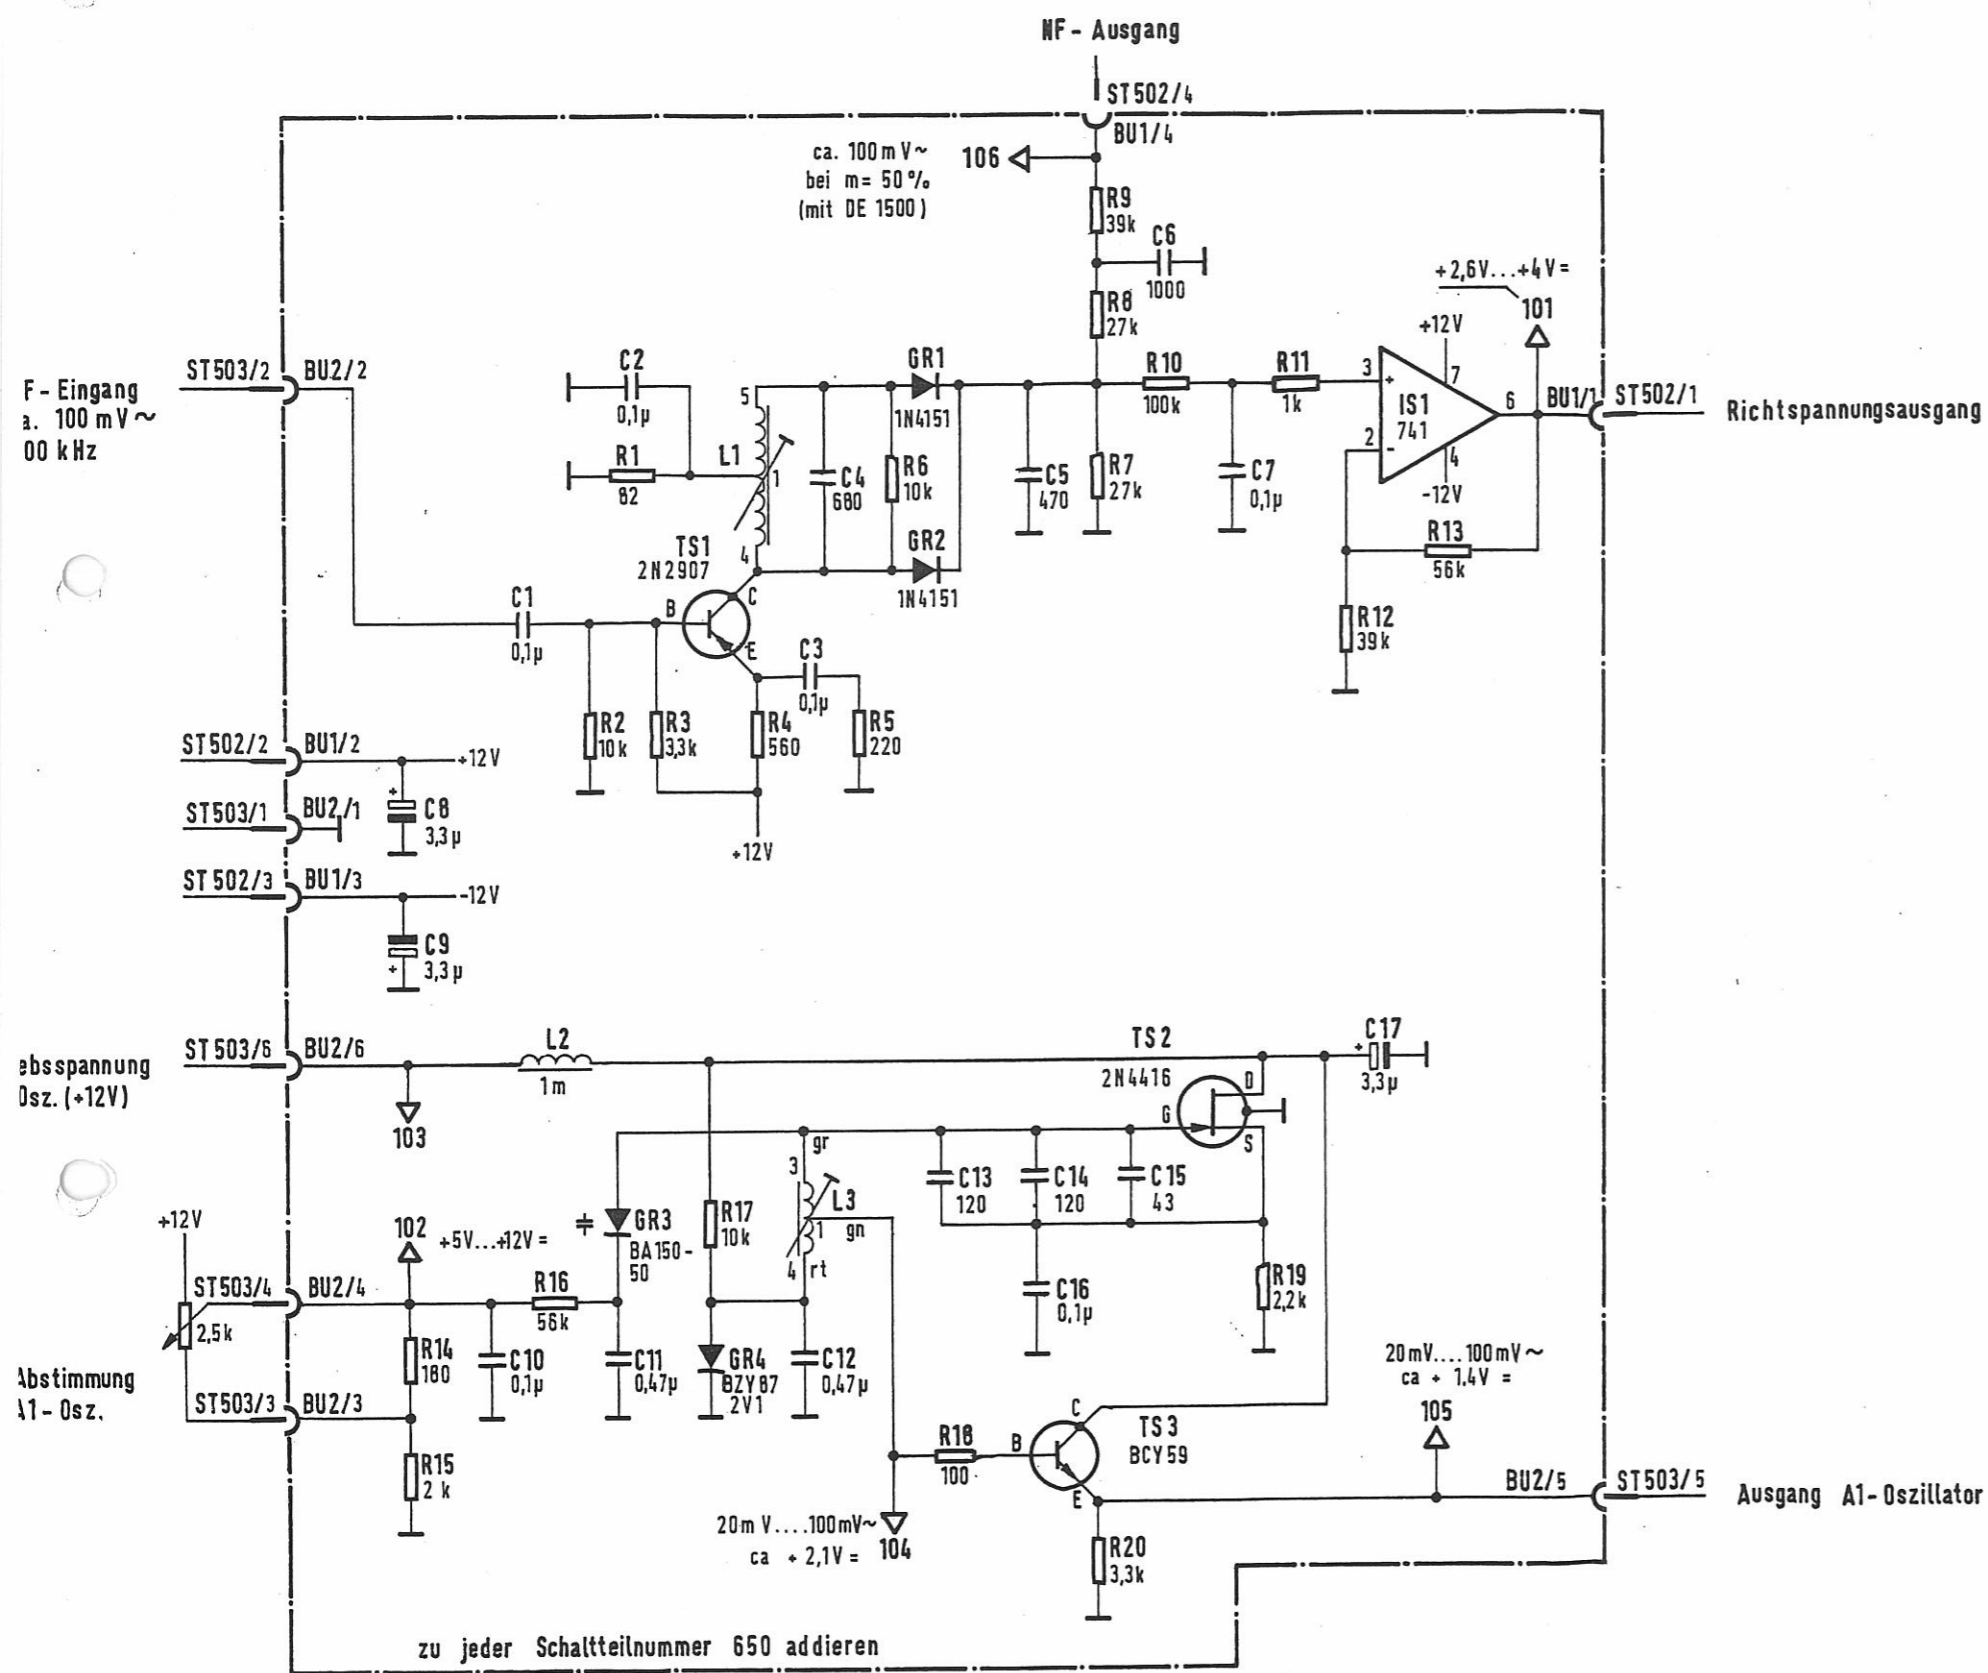 NF- Ausgang
ST502/4
BU1/4
ca. 100mV~
bei m= 50%
(mit DE 1500)
106
R9
39k
C6
1000
R8
27k
+2,6V...+4V=
101
+12V
ST503/2
BU2/2
F-Eingang
a. 100mV~
00 kHz
C2
0,1µ
R1
82
L1
5
1
4
C4
680
R6
10k
GR1
1N4151
GR2
1N4151
C5
470
R7
27k
R10
100k
C7
0,1µ
R11
1k
3
+
2
-
IS1
741
7
4
-12V
6
BU1/1
ST502/1
Richtspannungsausgang
R13
56k
R12
39k
TS1
2N2907
B
C
E
C1
0,1µ
C3
0,1µ
R2
10k
R3
3,3k
R4
560
R5
220
+12V
ST502/2
BU1/2
+12V
+
C8
3,3µ
ST503/1
BU2/1
ST502/3
BU1/3
-12V
C9
+
3,3µ
ebsspannung
Osz. (+12V)
ST503/6
BU2/6
103
L2
1m
TS2
2N4416
D
G
S
+
C17
3,3µ
gr
3
L3
1
gn
4
rt
C13
120
C14
120
C15
43
GR3
BA150-
50
R17
10k
C16
0,1µ
R19
2,2k
+12V
102
+5V...+12V=
ST503/4
BU2/4
2,5k
R16
56k
R14
180
C10
0,1µ
C11
0,47µ
GR4
BZY87
2V1
C12
0,47µ
Abstimmung
A1-Osz.
ST503/3
BU2/3
R15
2k
R18
100
B
C
E
TS3
BCY59
20mV....100mV~
ca + 1.4V =
105
20mV....100mV~
ca + 2,1V =
104
R20
3,3k
BU2/5
ST503/5
Ausgang A1-Oszillator
zu jeder Schaltteilnummer 650 addieren